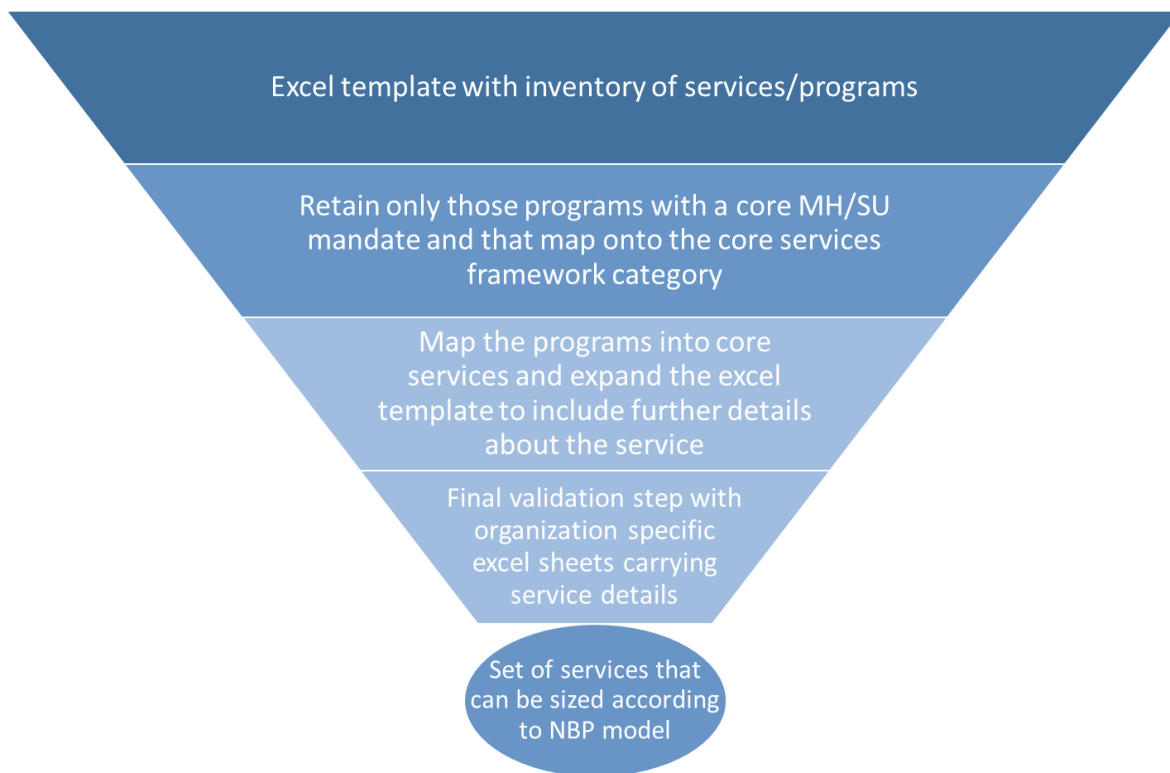 Excel template with inventory of services/programs
Retain only those programs with a core MH/SU
mandate and that map onto the core services
framework category
Map the programs into core
services and expand the excel
template to include further details
about the service
Final validation step with
organization specific
excel sheets carrying
service details
Set of services that
can be sized according
to NBP model